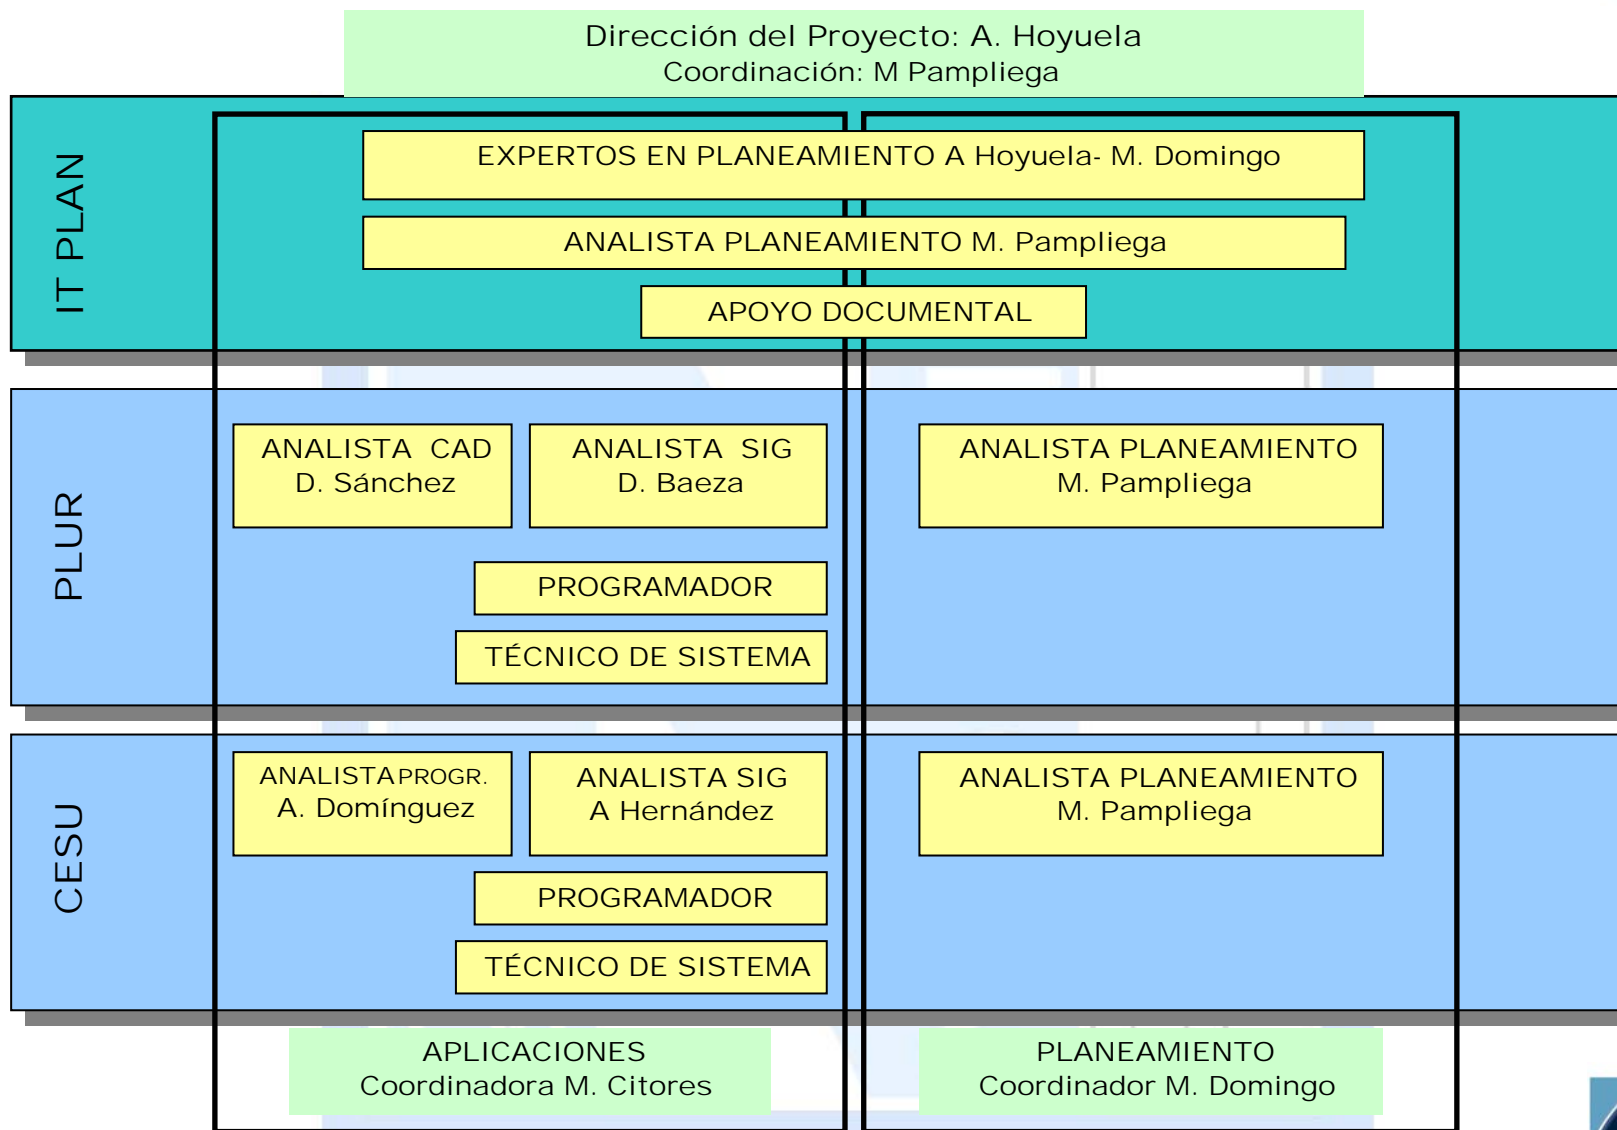 Dirección del Proyecto: A. Hoyuela
Coordinación: M Pampliega
IT PLAN
EXPERTOS EN PLANEAMIENTO A Hoyuela- M. Domingo
ANALISTA PLANEAMIENTO M. Pampliega
APOYO DOCUMENTAL
PLUR
ANALISTA CAD
D. Sánchez
ANALISTA SIG
D. Baeza
ANALISTA PLANEAMIENTO
M. Pampliega
PROGRAMADOR
TÉCNICO DE SISTEMA
CESU
ANALISTA PROGR.
A. Domínguez
ANALISTA SIG
A Hernández
ANALISTA PLANEAMIENTO
M. Pampliega
PROGRAMADOR
TÉCNICO DE SISTEMA
APLICACIONES
Coordinadora M. Citores
PLANEAMIENTO
Coordinador M. Domingo